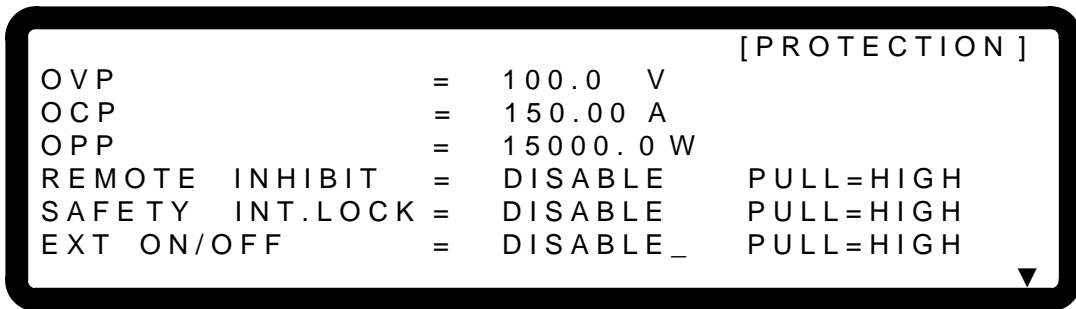 [PROTECTION]
OVP = 100.0 V
OCP = 150.00 A
OPP = 15000.0W
REMOTE INHIBIT = DISABLE PULL=HIGH
SAFETY INT.LOCK= DISABLE PULL=HIGH
EXT ON/OFF = DISABLE_ PULL=HIGH
▼